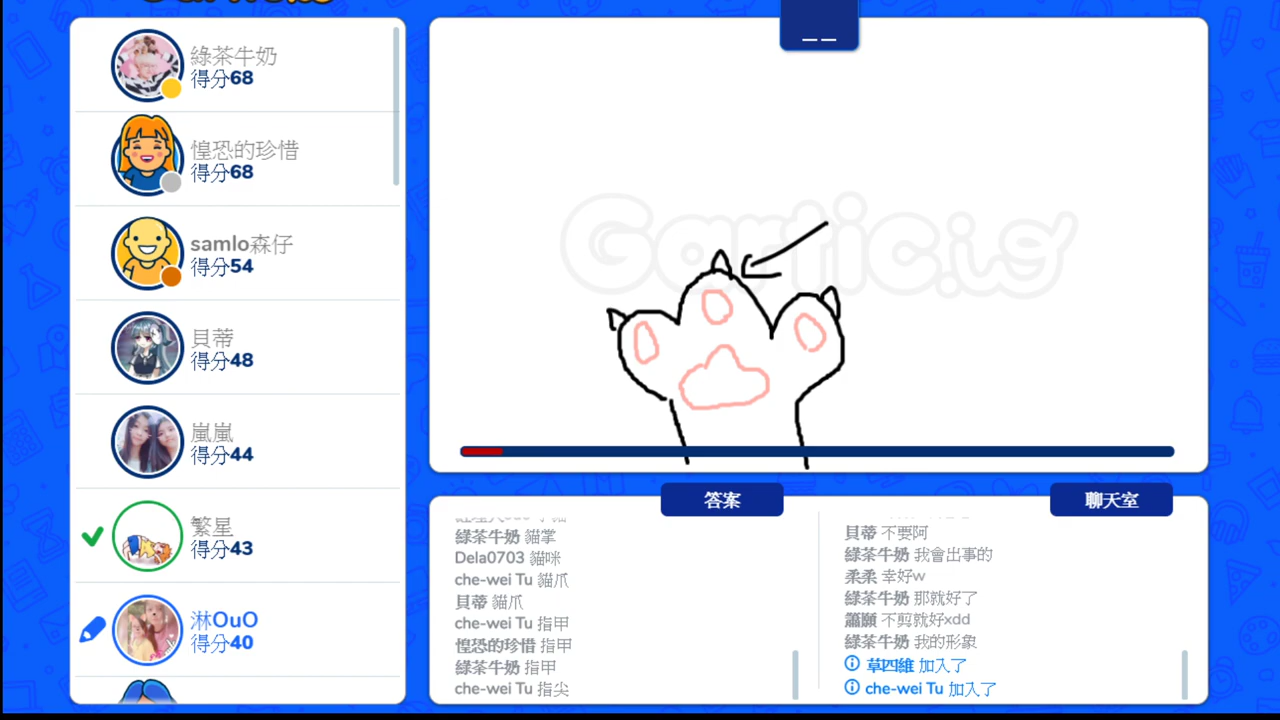 綠茶牛奶
得分68
惶恐的珍惜
得分68
samlo森仔
得分54
貝蒂
得分48
嵐嵐
得分44
繁星
得分43
淋OuO
得分40
Gartic.io
答案
綠茶牛奶 貓掌
Dela0703 貓咪
che-wei Tu 貓爪
貝蒂 貓爪
che-wei Tu 指甲
惶恐的珍惜 指甲
綠茶牛奶 指甲
che-wei Tu 指尖
聊天室
貝蒂 不要阿
綠茶牛奶 我會出事的
柔柔 幸好w
綠茶牛奶 那就好了
簫願 不剪就好xdd
綠茶牛奶 我的形象
草四維 加入了
che-wei Tu 加入了